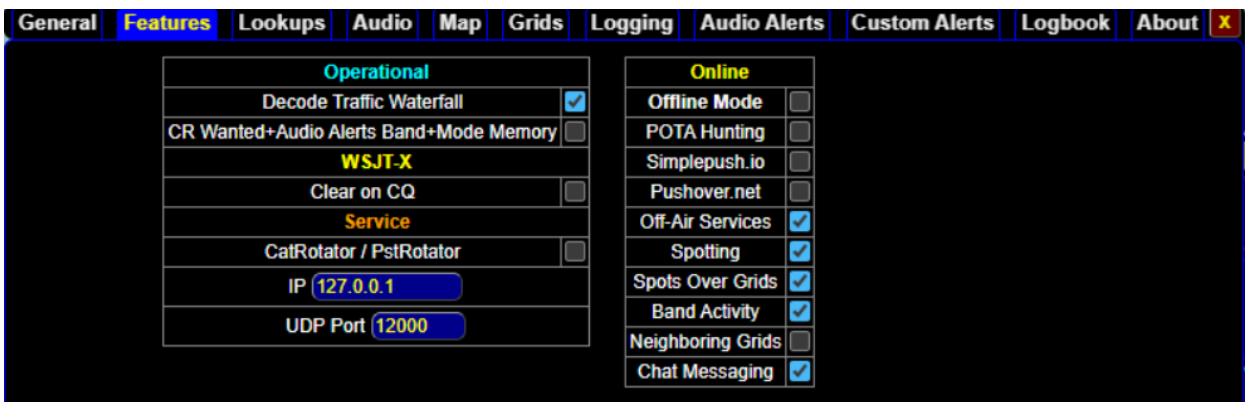 General Features Lookups Audio Map Grids Logging Audio Alerts Custom Alerts Logbook About X
Operational
Decode Traffic Waterfall
CR Wanted+Audio Alerts Band+Mode Memory
WSJT-X
Clear on CQ
Service
CatRotator / PstRotator
IP 127.0.0.1
UDP Port 12000
Online
Offline Mode
POTA Hunting
Simplepush.io
Pushover.net
Off-Air Services
Spotting
Spots Over Grids
Band Activity
Neighboring Grids
Chat Messaging